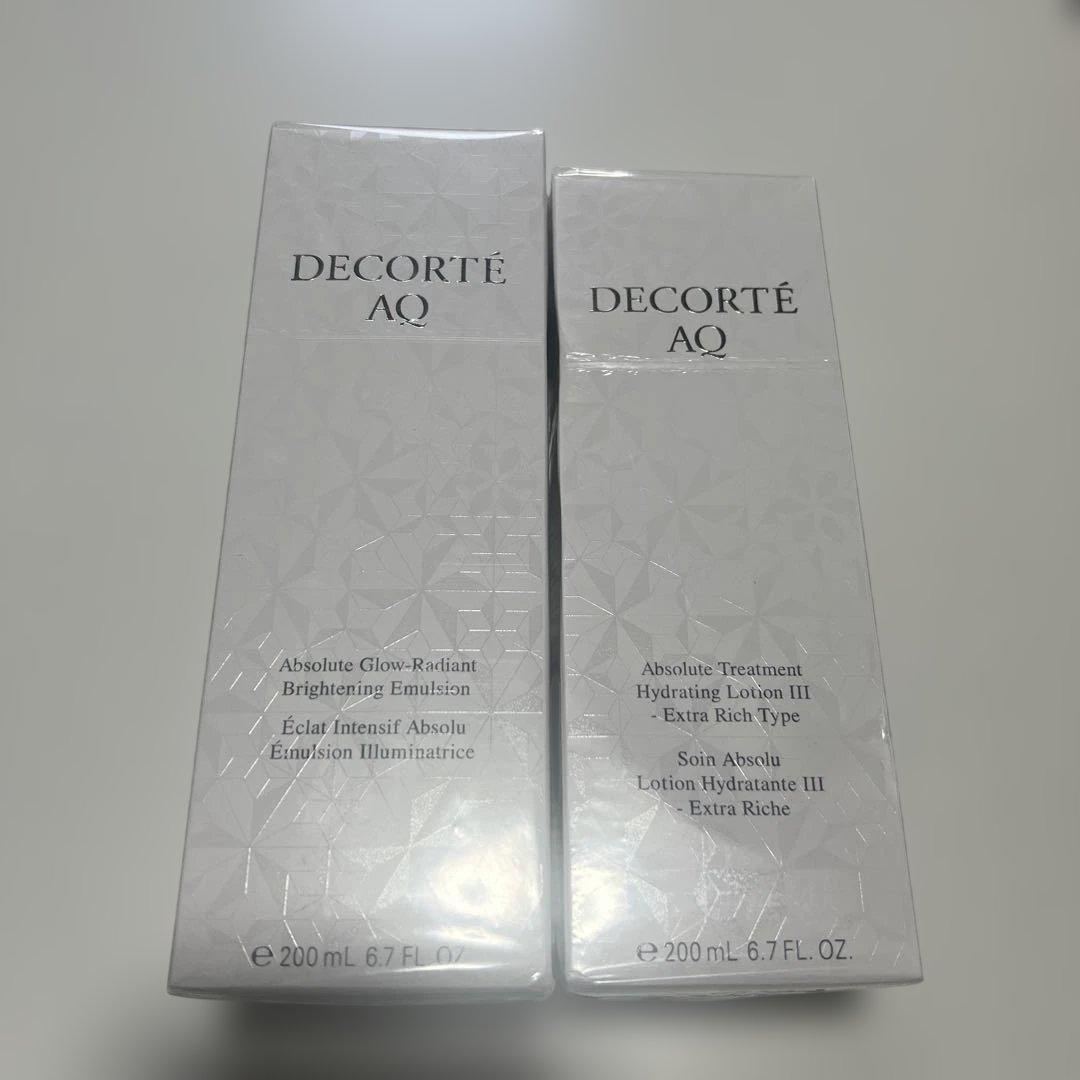 DECORTÉ
AQ
Absolute Glow-Radiant
Brightening Emulsion
Éclat Intensif Absolu
Émulsion Illuminatrice
℮ 200 mL 6.7 FL. OZ.
DECORTÉ
AQ
Absolute Treatment
Hydrating Lotion III
- Extra Rich Type
Soin Absolu
Lotion Hydratante III
- Extra Riche
℮ 200 mL 6.7 FL. OZ.